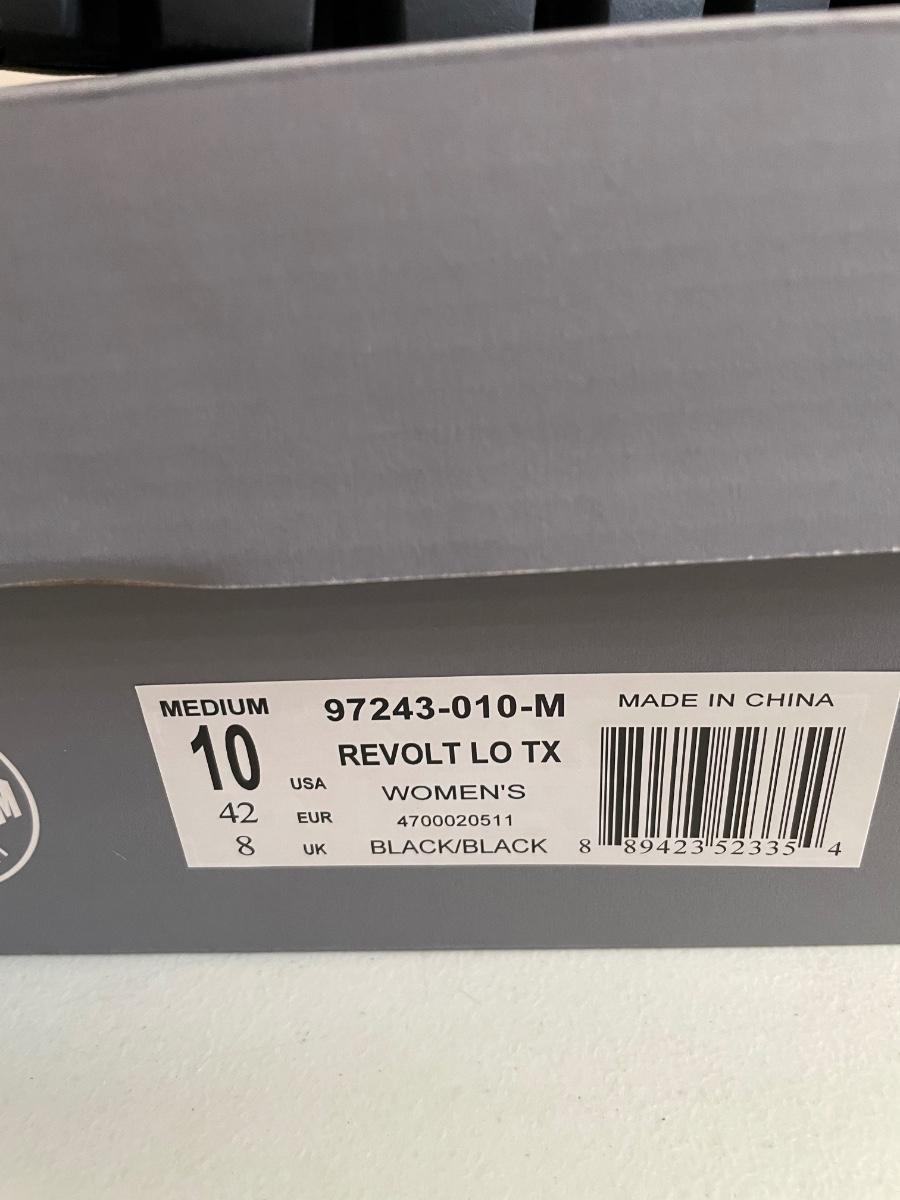 MEDIUM
10 USA
42 EUR
8 UK
97243-010-M
REVOLT LO TX
WOMEN'S
4700020511
BLACK/BLACK
MADE IN CHINA
8 89423 52335 4
M